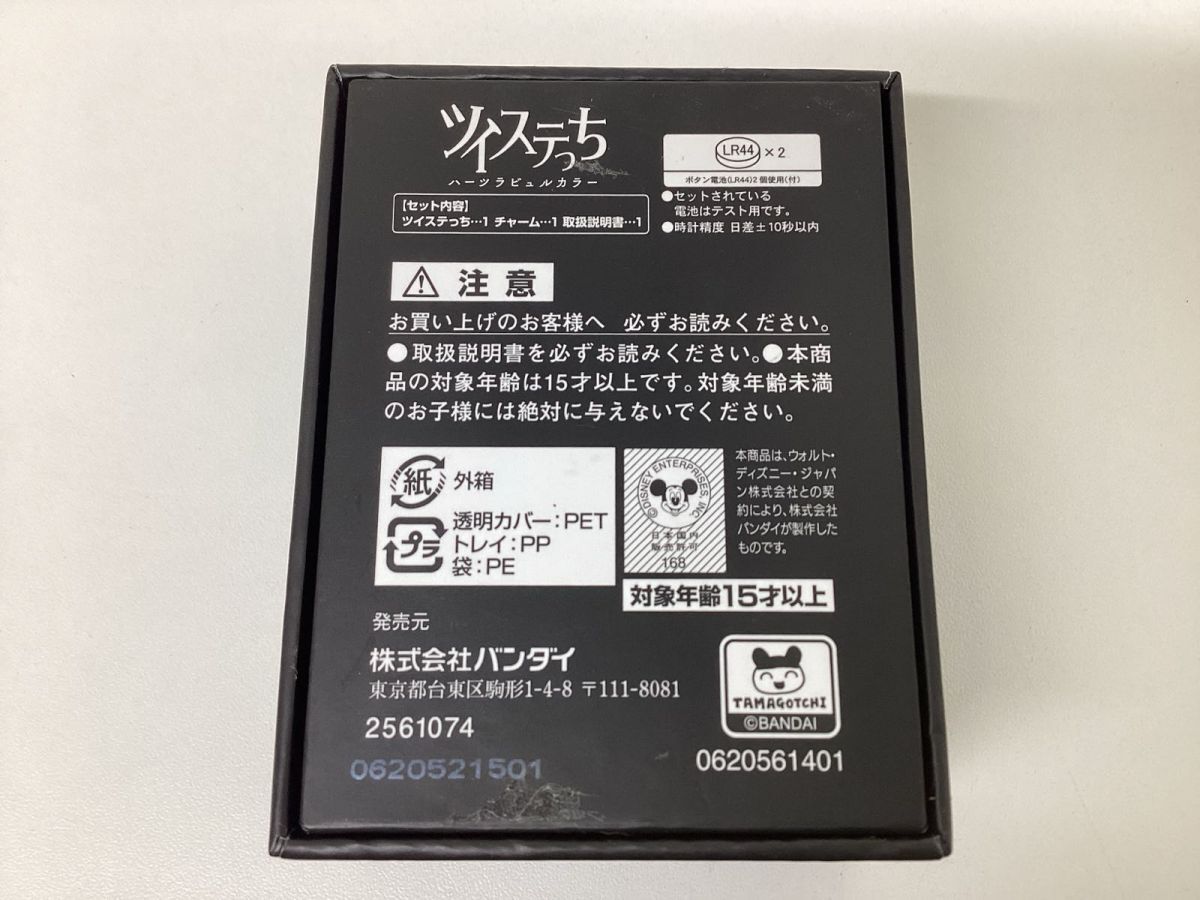 ツイステっち
ハーツラビュルカラー
【セット内容】
ツイステっち…1 チャーム…1 取扱説明書…1
LR44 ×2
ボタン電池(LR44)2個使用(付)
●セットされている
電池はテスト用です。
●時計精度 日差±10秒以内
注意
お買い上げのお客様へ 必ずお読みください。
●取扱説明書を必ずお読みください。●本商
品の対象年齢は15才以上です。対象年齢未満
のお子様には絶対に与えないでください。
紙 外箱
プラ
透明カバー:PET
トレイ:PP
袋:PE
©DISNEY ENTERPRISES, INC.
日本国内
販売許可
168
本商品は、ウォルト・
ディズニー・ジャパ
ン株式会社との契
約により、株式会社
バンダイが製作した
ものです。
対象年齢15才以上
発売元
株式会社バンダイ
東京都台東区駒形1-4-8 〒111-8081
2561074
0620521501
TAMAGOTCHI
©BANDAI
0620561401